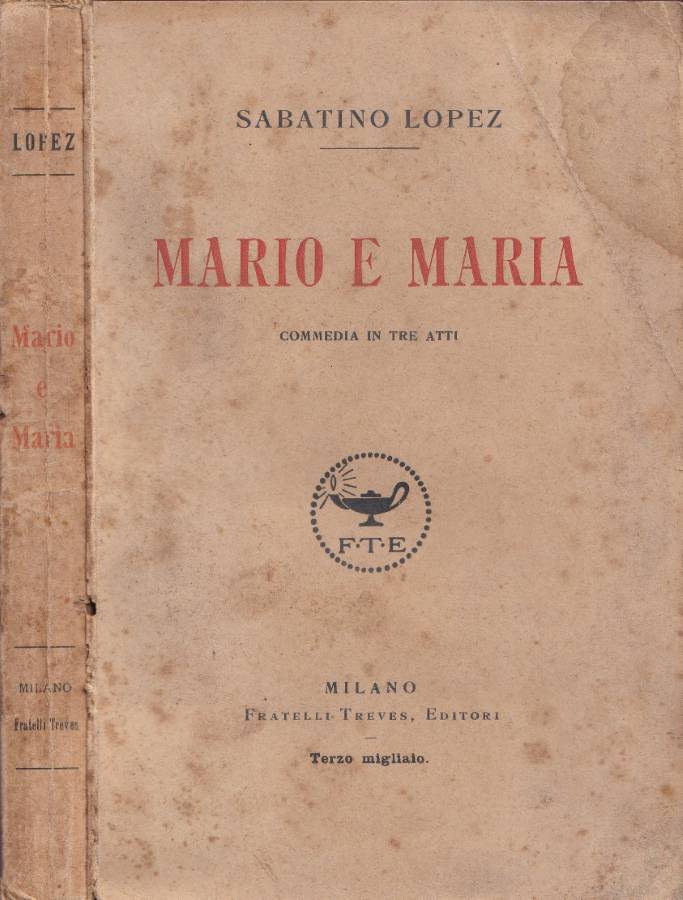 LOPEZ
Mario
e
Maria
MILANO
Fratelli Treves
SABATINO LOPEZ
MARIO E MARIA
COMMEDIA IN TRE ATTI
F·T·E
MILANO
FRATELLI TREVES, EDITORI
Terzo migliaio.